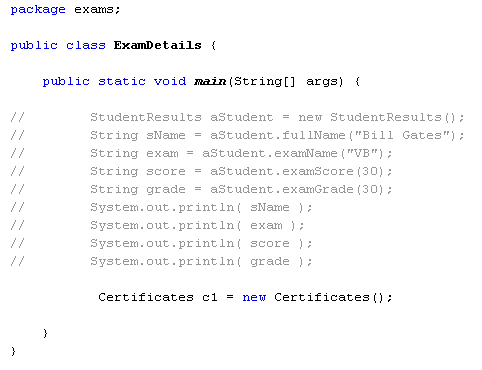 package exams;
public class ExamDetails {
public static void main(String[] args) {
// StudentResults aStudent = new StudentResults();
// String sName = aStudent.fullName("Bill Gates");
// String exam = aStudent.examName("VB");
// String score = aStudent.examScore(30);
// String grade = aStudent.examGrade(30);
// System.out.println( sName );
// System.out.println( exam );
// System.out.println( score );
// System.out.println( grade );
Certificates c1 = new Certificates();
}
}